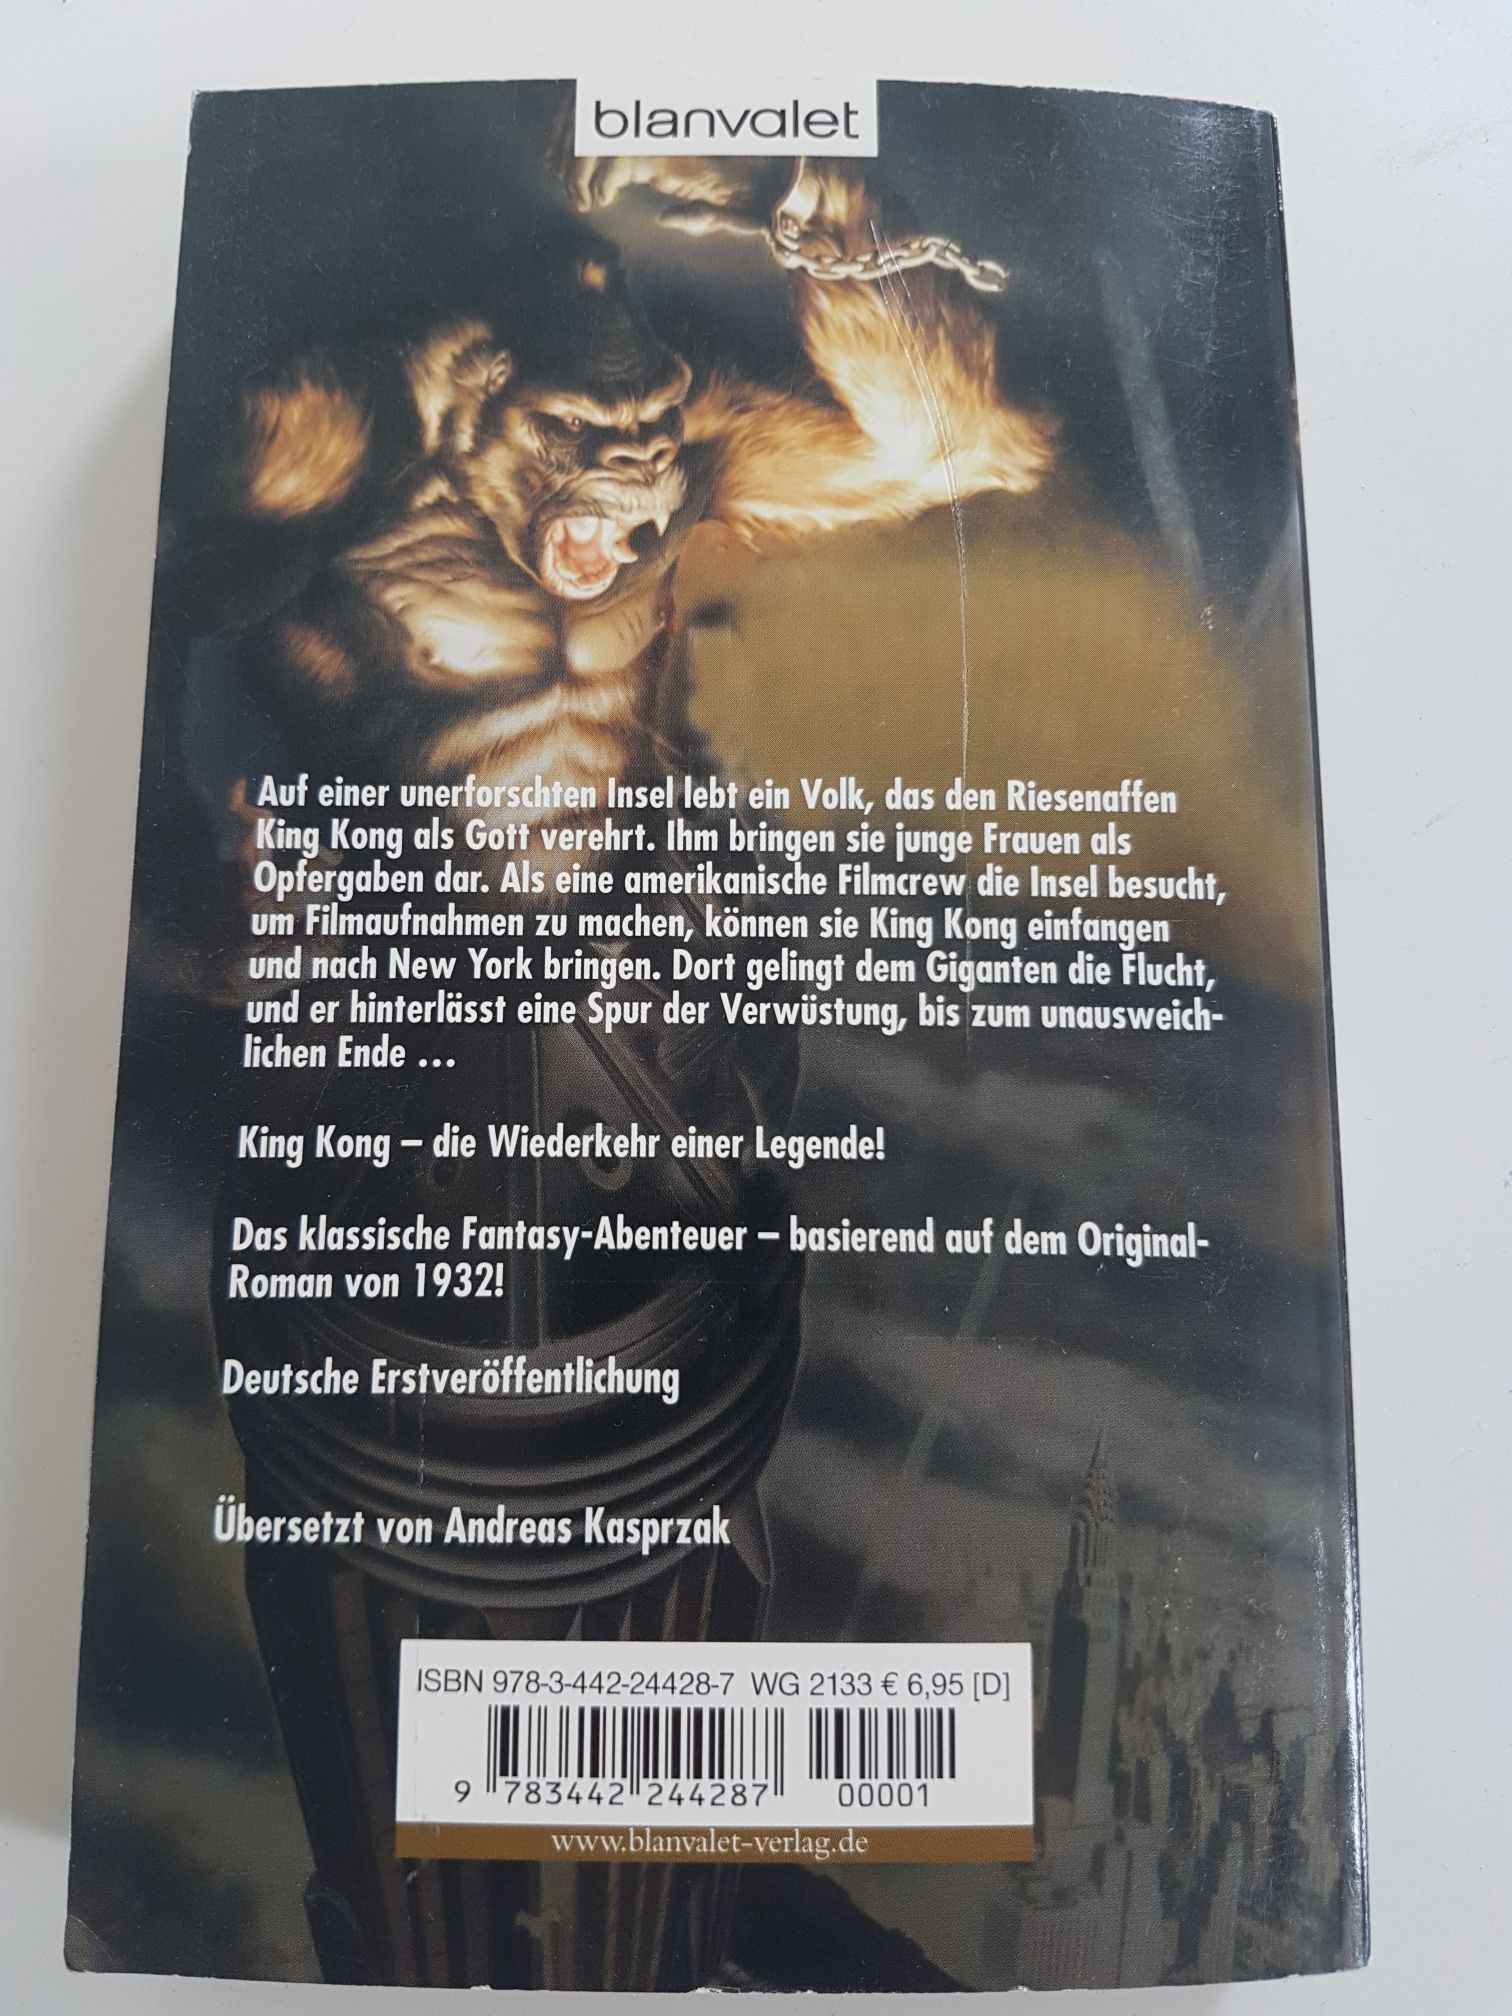 blanvalet
Auf einer unerforschten Insel lebt ein Volk, das den Riesenaffen
King Kong als Gott verehrt. Ihm bringen sie junge Frauen als
Opfergaben dar. Als eine amerikanische Filmcrew die Insel besucht,
um Filmaufnahmen zu machen, können sie King Kong einfangen
und nach New York bringen. Dort gelingt dem Giganten die Flucht,
und er hinterlässt eine Spur der Verwüstung, bis zum unausweich-
lichen Ende ...
King Kong – die Wiederkehr einer Legende!
Das klassische Fantasy-Abenteuer – basierend auf dem Original-
Roman von 1932!
Deutsche Erstveröffentlichung
Übersetzt von Andreas Kasprzak
ISBN 978-3-442-24428-7 WG 2133 € 6,95 [D]
9 783442 244287 00001
www.blanvalet-verlag.de